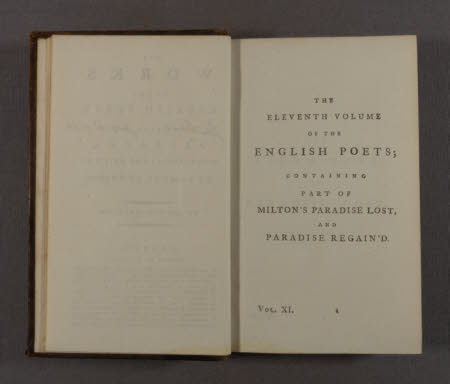 THE
ELEVENTH VOLUME
OF THE
ENGLISH POETS;
CONTAINING
PART OF
MILTON'S PARADISE LOST,
AND
PARADISE REGAIN'D.
VOL. XI.